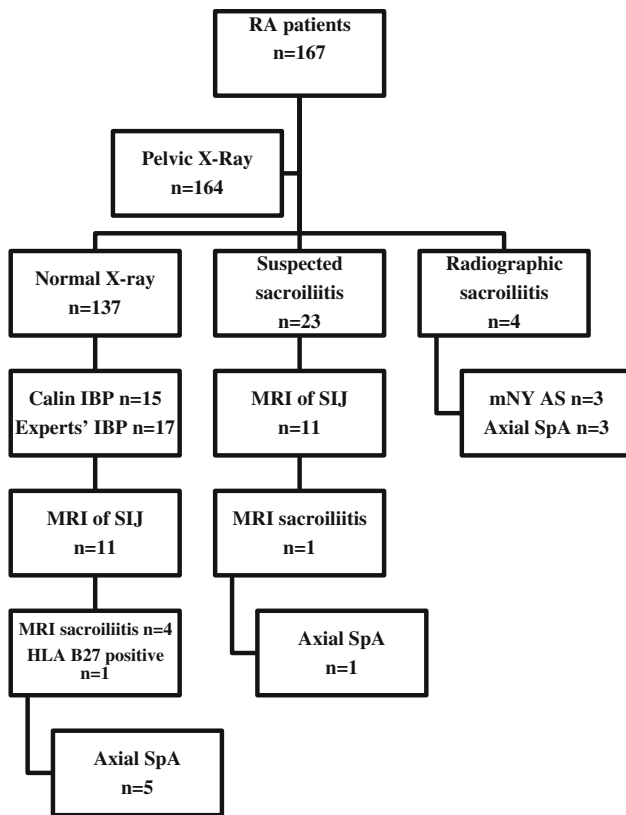 RA patients
n=167
Pelvic X-Ray
n=164
Normal X-ray
n=137
Suspected
sacroiliitis
n=23
Radiographic
sacroiliitis
n=4
Calin IBP n=15
Experts' IBP n=17
MRI of SIJ
n=11
mNY AS n=3
Axial SpA n=3
MRI of SIJ
n=11
MRI sacroiliitis
n=1
MRI sacroiliitis n=4
HLA B27 positive
n=1
Axial SpA
n=1
Axial SpA
n=5